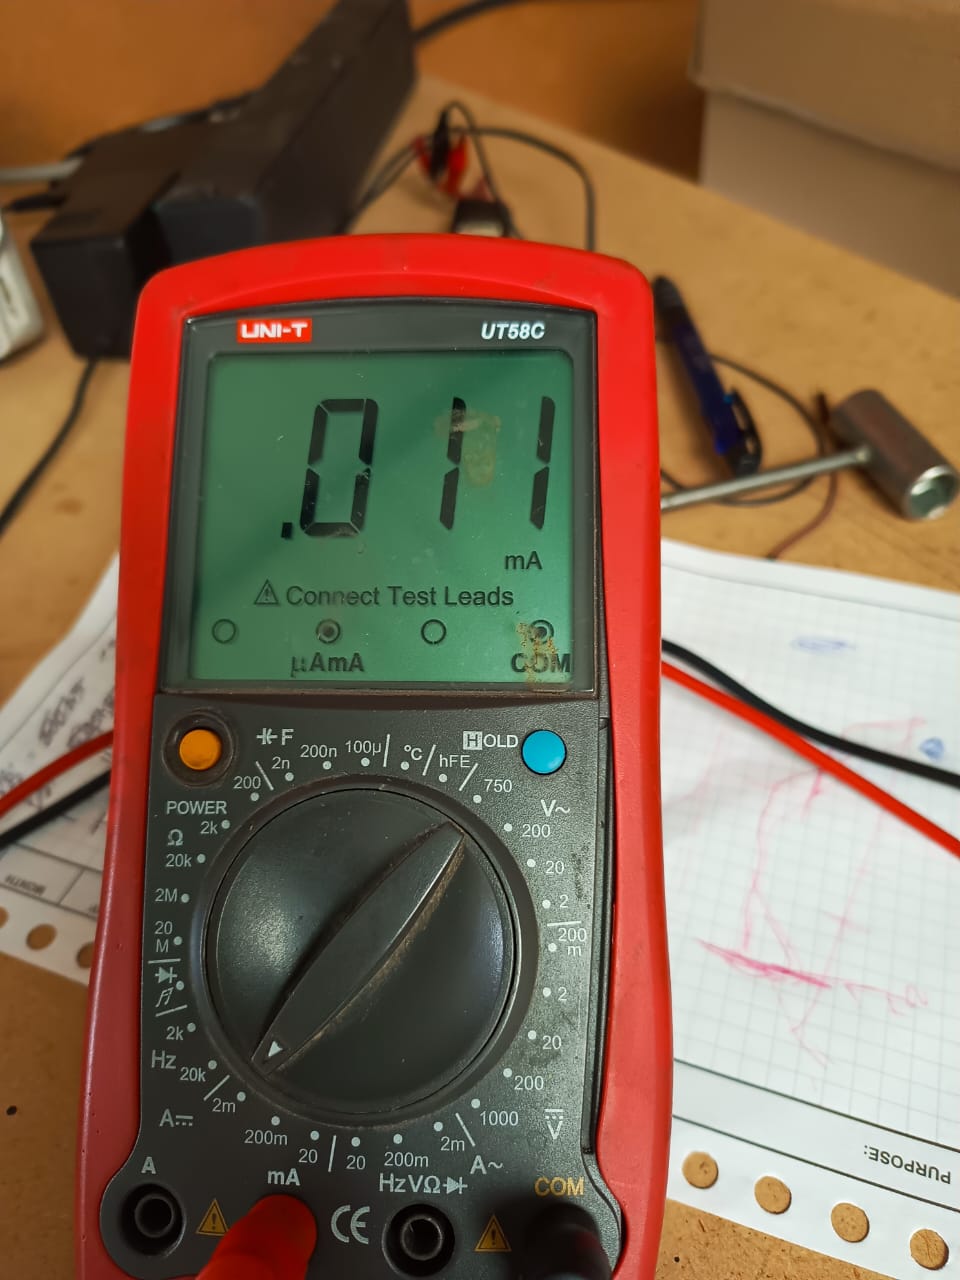 UNI-T UT58C
.011
mA
⚠ Connect Test Leads
µAmA COM
F
2n 200n 100µ °C hFE
HOLD
200 750
POWER V~
Ω 2k 200
20k 20
2M 2
20 M 200 m
2
2k 20
Hz 20k 200
2m 1000
A⎓ V⎓
200m 20 20 200m 2m A~
A mA HzVΩ COM
CE
PURPOSE:
MONTH